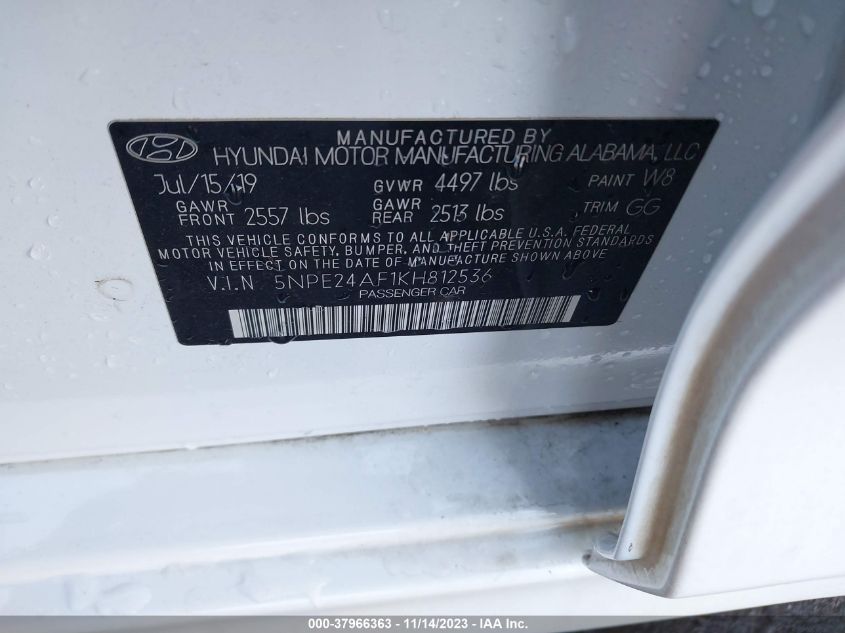 MANUFACTURED BY
HYUNDAI MOTOR MANUFACTURING ALABAMA, LLC
Jul/15/19 GVWR 4497 lbs PAINT W8
GAWR FRONT 2557 lbs GAWR REAR 2513 lbs TRIM GG
THIS VEHICLE CONFORMS TO ALL APPLICABLE U.S.A. FEDERAL
MOTOR VEHICLE SAFETY, BUMPER, AND THEFT PREVENTION STANDARDS
IN EFFECT ON THE DATE OF MANUFACTURE SHOWN ABOVE.
V.I.N 5NPE24AF1KH812536
PASSENGER CAR
000-37966363 - 11/14/2023 - IAA Inc.